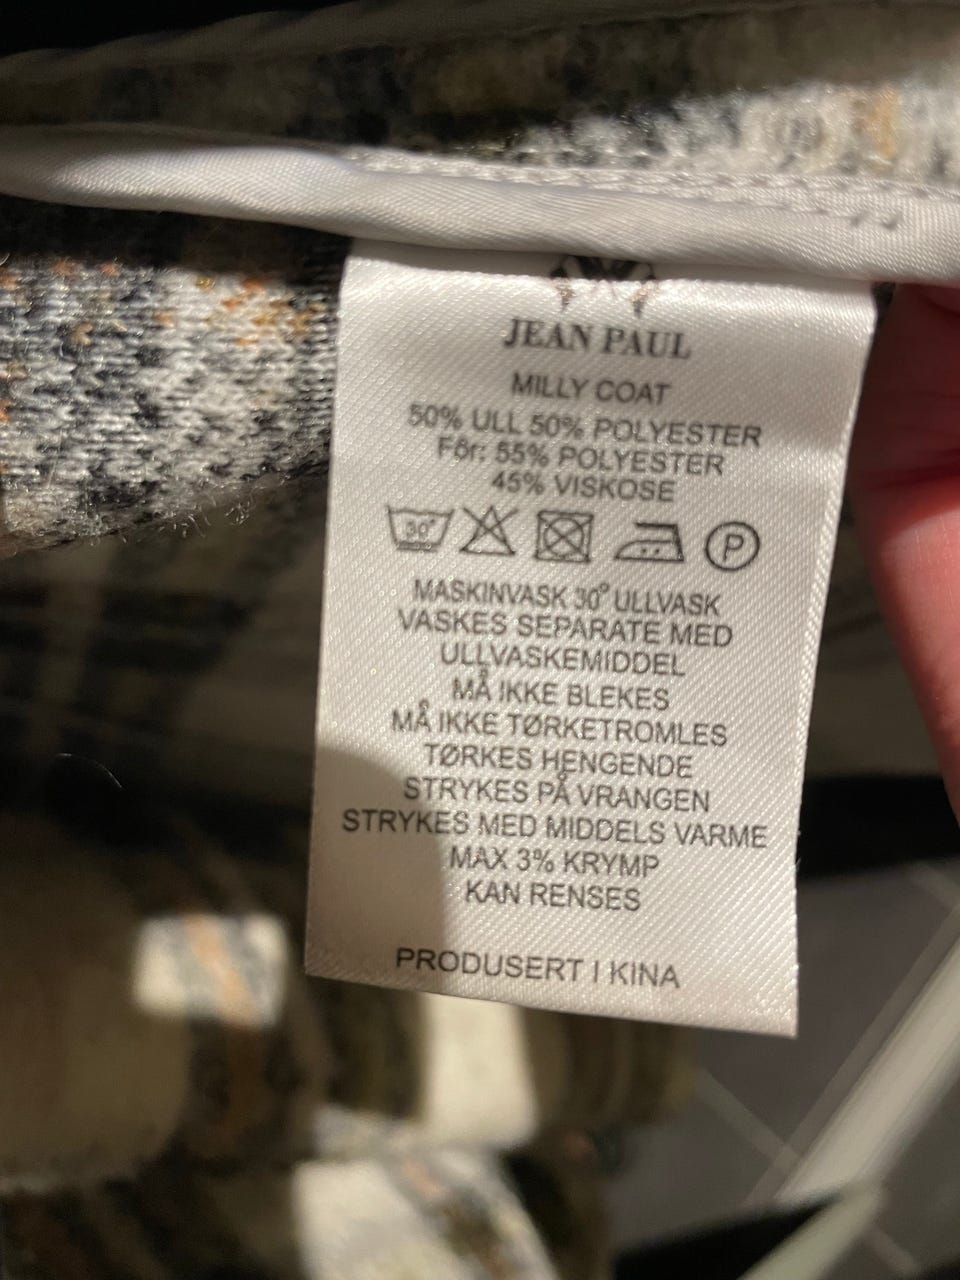 JEAN PAUL
MILLY COAT
50% ULL 50% POLYESTER
Fôr: 55% POLYESTER
45% VISKOSE
30° P
MASKINVASK 30° ULLVASK
VASKES SEPARATE MED
ULLVASKEMIDDEL
MÅ IKKE BLEKES
MÅ IKKE TØRKETROMLES
TØRKES HENGENDE
STRYKES PÅ VRANGEN
STRYKES MED MIDDELS VARME
MAX 3% KRYMP
KAN RENSES
PRODUSERT I KINA